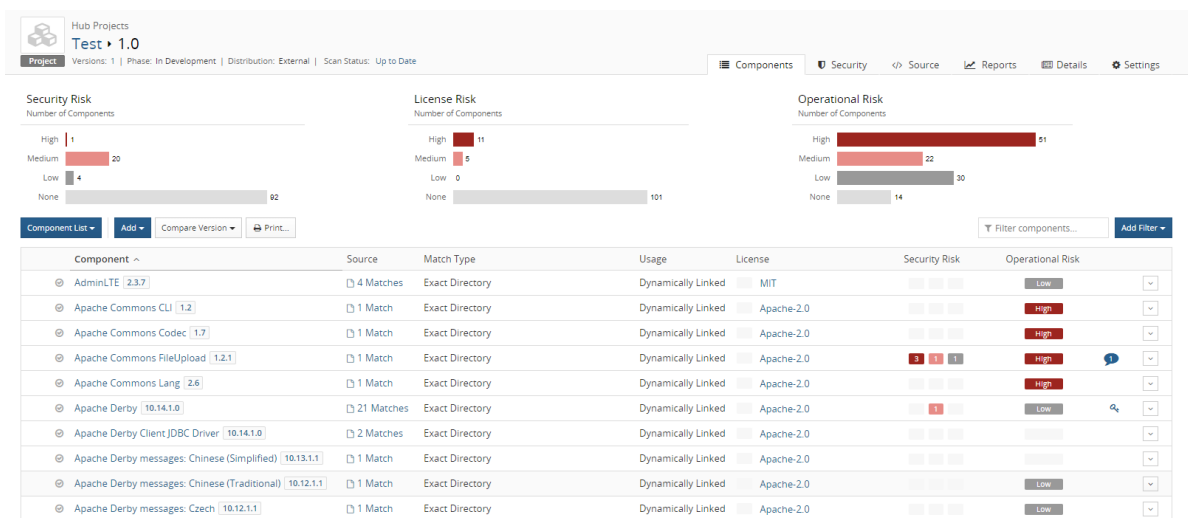 Hub Projects
Test ▸ 1.0
Project Versions: 1 | Phase: In Development | Distribution: External | Scan Status: Up to Date
Components Security Source Reports Details Settings
Security Risk
Number of Components
High 1
Medium 20
Low 4
None 92
License Risk
Number of Components
High 11
Medium 5
Low 0
None 101
Operational Risk
Number of Components
High 51
Medium 22
Low 30
None 14
Component List Add Compare Version Print... Filter components... Add Filter
Component Source Match Type Usage License Security Risk Operational Risk
AdminLTE 2.3.7 4 Matches Exact Directory Dynamically Linked MIT Low
Apache Commons CLI 1.2 1 Match Exact Directory Dynamically Linked Apache-2.0 High
Apache Commons Codec 1.7 1 Match Exact Directory Dynamically Linked Apache-2.0 High
Apache Commons FileUpload 1.2.1 1 Match Exact Directory Dynamically Linked Apache-2.0 3 1 1 High 1
Apache Commons Lang 2.6 1 Match Exact Directory Dynamically Linked Apache-2.0 High
Apache Derby 10.14.1.0 21 Matches Exact Directory Dynamically Linked Apache-2.0 1 Low
Apache Derby Client JDBC Driver 10.14.1.0 2 Matches Exact Directory Dynamically Linked Apache-2.0
Apache Derby messages: Chinese (Simplified) 10.13.1.1 1 Match Exact Directory Dynamically Linked Apache-2.0
Apache Derby messages: Chinese (Traditional) 10.12.1.1 1 Match Exact Directory Dynamically Linked Apache-2.0 Low
Apache Derby messages: Czech 10.12.1.1 1 Match Exact Directory Dynamically Linked Apache-2.0 Low